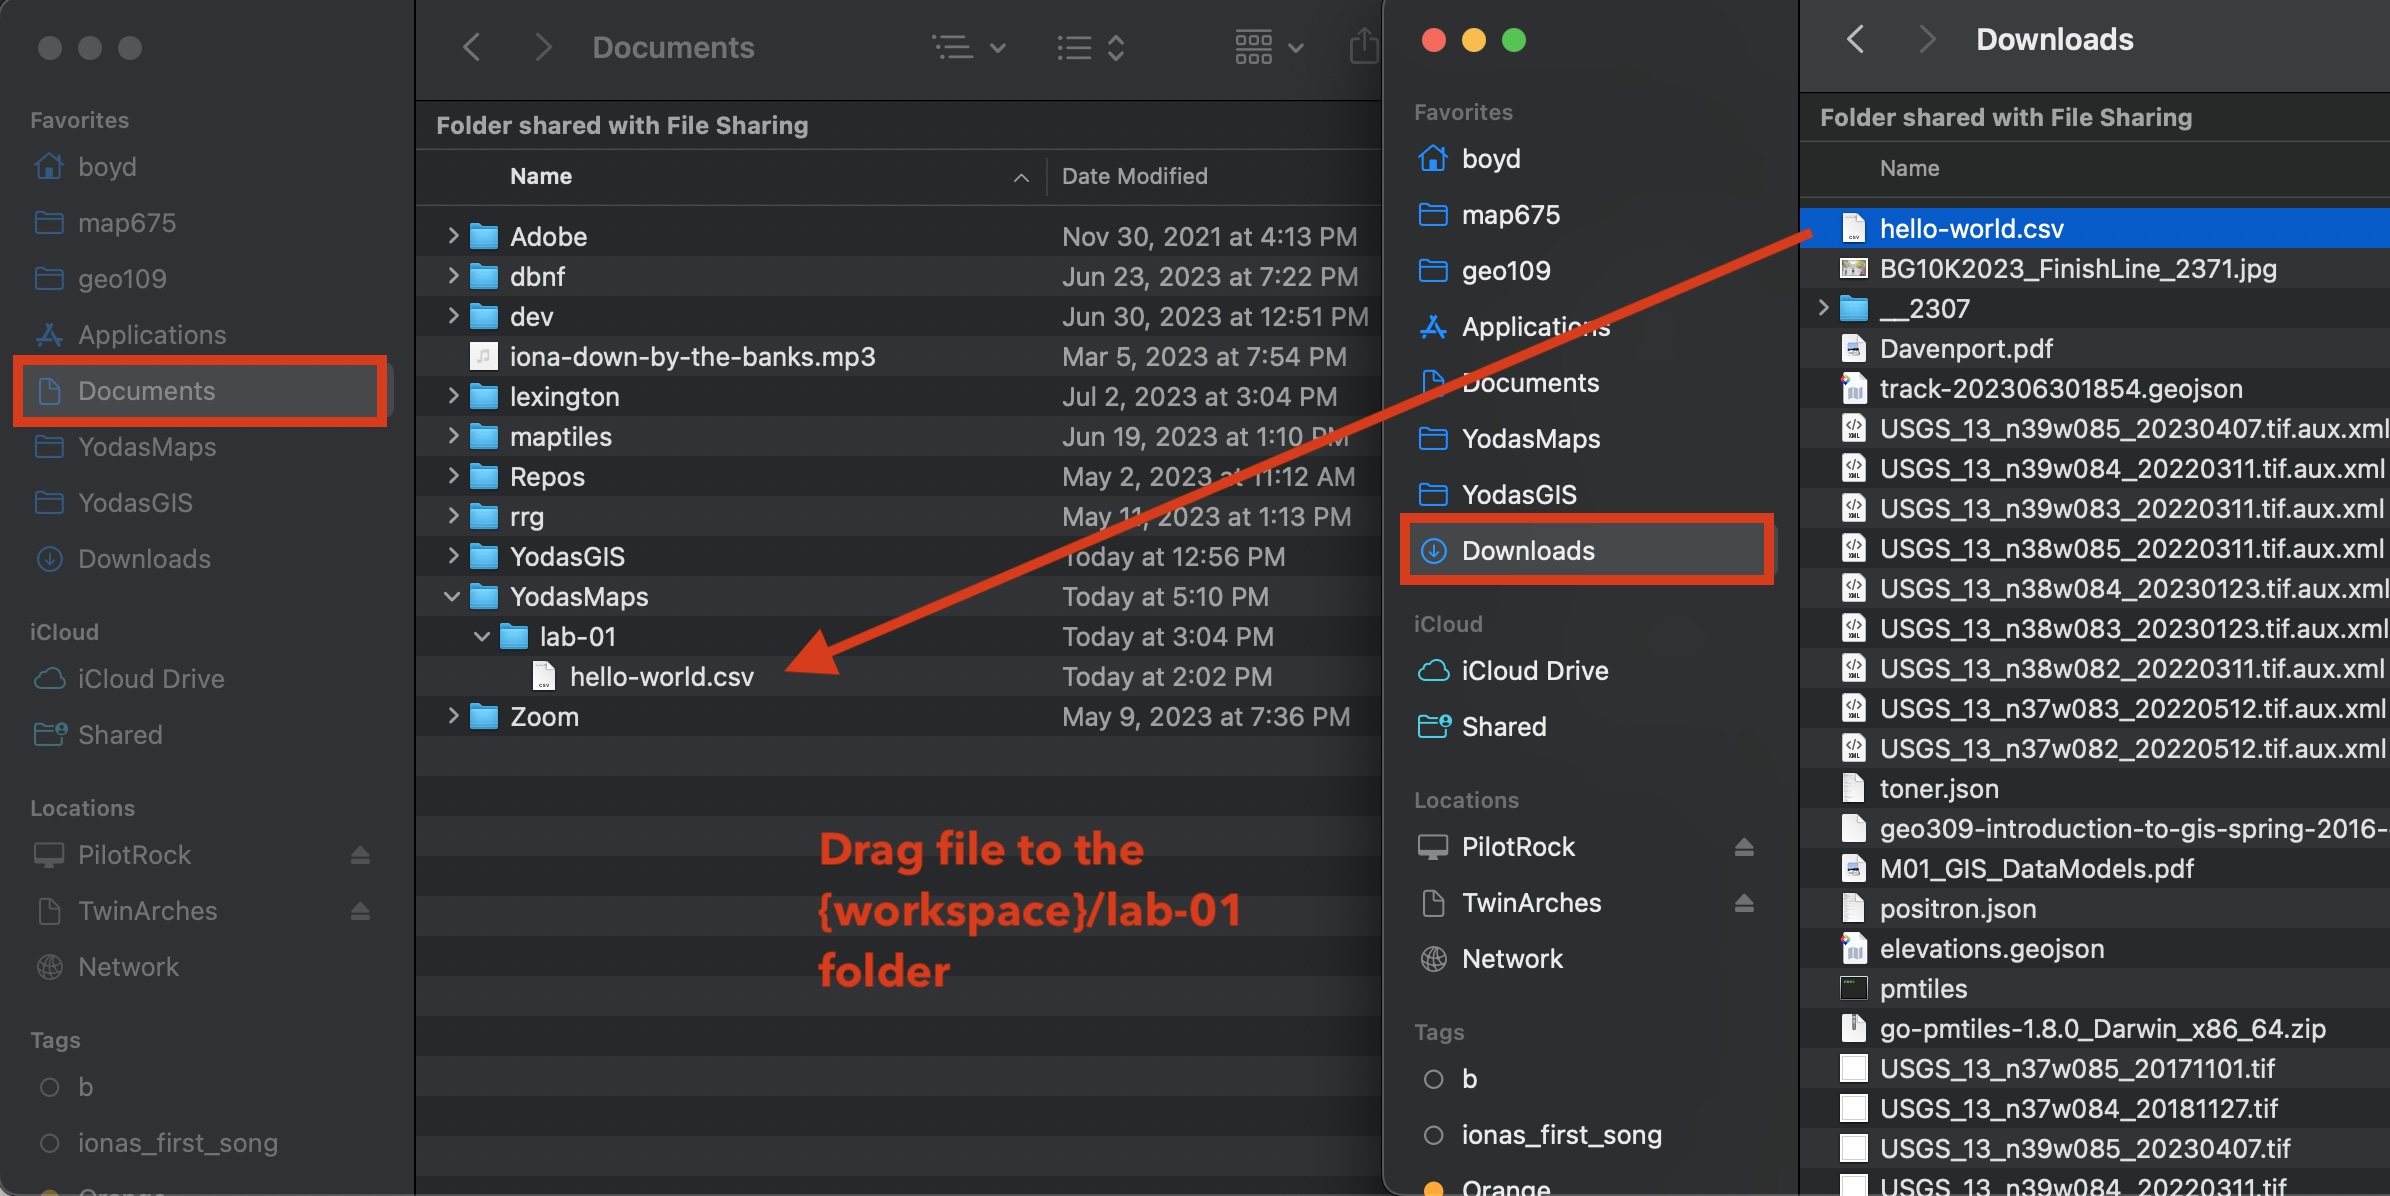 Documents
Favorites
boyd
map675
geo109
Applications
Documents
YodasMaps
YodasGIS
Downloads
iCloud
iCloud Drive
Shared
Locations
PilotRock
TwinArches
Network
Tags
b
ionas_first_song
Orange
Folder shared with File Sharing
Name Date Modified
Adobe Nov 30, 2021 at 4:13 PM
dbnf Jun 23, 2023 at 7:22 PM
dev Jun 30, 2023 at 12:51 PM
iona-down-by-the-banks.mp3 Mar 5, 2023 at 7:54 PM
lexington Jul 2, 2023 at 3:04 PM
maptiles Jun 19, 2023 at 1:10 PM
Repos May 2, 2023 at 11:12 AM
rrg May 11, 2023 at 1:13 PM
YodasGIS Today at 12:56 PM
YodasMaps Today at 5:10 PM
lab-01 Today at 3:04 PM
hello-world.csv Today at 2:02 PM
Zoom May 9, 2023 at 7:36 PM
Drag file to the
{workspace}/lab-01
folder
Favorites
boyd
map675
geo109
Applications
Documents
YodasMaps
YodasGIS
Downloads
iCloud
iCloud Drive
Shared
Locations
PilotRock
TwinArches
Network
Tags
b
ionas_first_song
Orange
Downloads
Folder shared with File Sharing
Name
hello-world.csv
BG10K2023_FinishLine_2371.jpg
__2307
Davenport.pdf
track-202306301854.geojson
USGS_13_n39w085_20230407.tif.aux.xml
USGS_13_n39w084_20220311.tif.aux.xml
USGS_13_n39w083_20220311.tif.aux.xml
USGS_13_n38w085_20220311.tif.aux.xml
USGS_13_n38w084_20230123.tif.aux.xml
USGS_13_n38w083_20230123.tif.aux.xml
USGS_13_n38w082_20220311.tif.aux.xml
USGS_13_n37w083_20220512.tif.aux.xml
USGS_13_n37w082_20220512.tif.aux.xml
toner.json
geo309-introduction-to-gis-spring-2016-
M01_GIS_DataModels.pdf
positron.json
elevations.geojson
pmtiles
go-pmtiles-1.8.0_Darwin_x86_64.zip
USGS_13_n37w085_20171101.tif
USGS_13_n37w084_20181127.tif
USGS_13_n39w085_20230407.tif
USGS_13_n39w084_20220311.tif